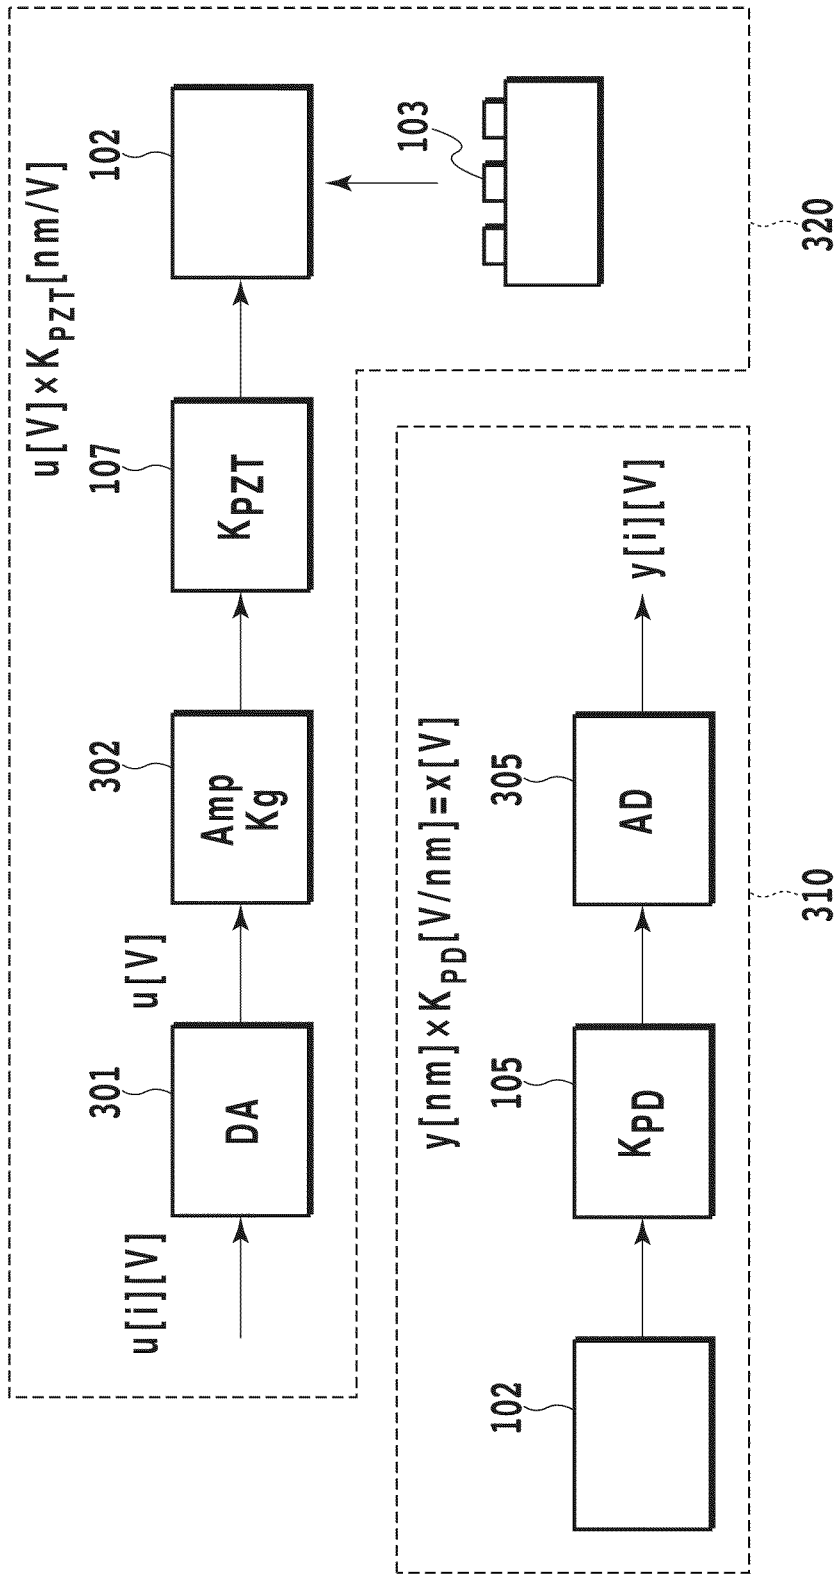 u[V]×KPZT[nm/V]
301
302
107
102
u[i][V]
u[V]
DA
Amp
Kg
KPZT
103
320
y[nm]×KPD[V/nm]=x[V]
102
105
305
KPD
AD
y[i][V]
310